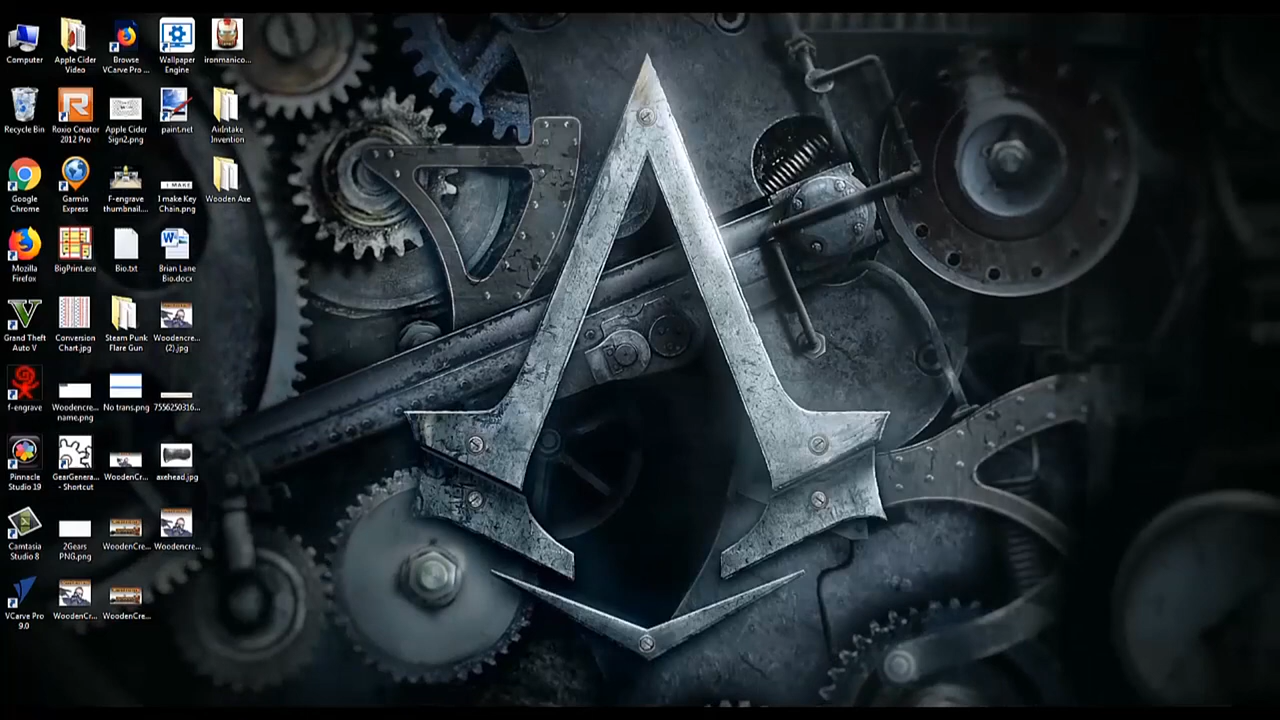 Computer
Apple Cider
Video
Browse
VCarve Pro ...
Wallpaper
Engine
ironmanico...
Recycle Bin
Roxio Creator
2012 Pro
Apple Cider
Sign2.png
paint.net
AirIntake
Invention
Google
Chrome
Garmin
Express
F-engrave
thumbnail....
I MAKE
I make Key
Chain.png
Wooden Axe
Mozilla
Firefox
BigPrint.exe
Bio.txt
Brian Lane
Bio.docx
Grand Theft
Auto V
Conversion
Chart.jpg
Steam Punk
Flare Gun
Woodencre...
(2).jpg
f-engrave
Woodencre...
name.png
No trans.png
7556250316...
Pinnacle
Studio 19
GearGenera...
- Shortcut
WoodenCr...
axehead.jpg
Camtasia
Studio 8
2Gears
PNG.png
WoodenCre...
Woodencre...
VCarve Pro
9.0
WoodenCr...
WoodenCre...